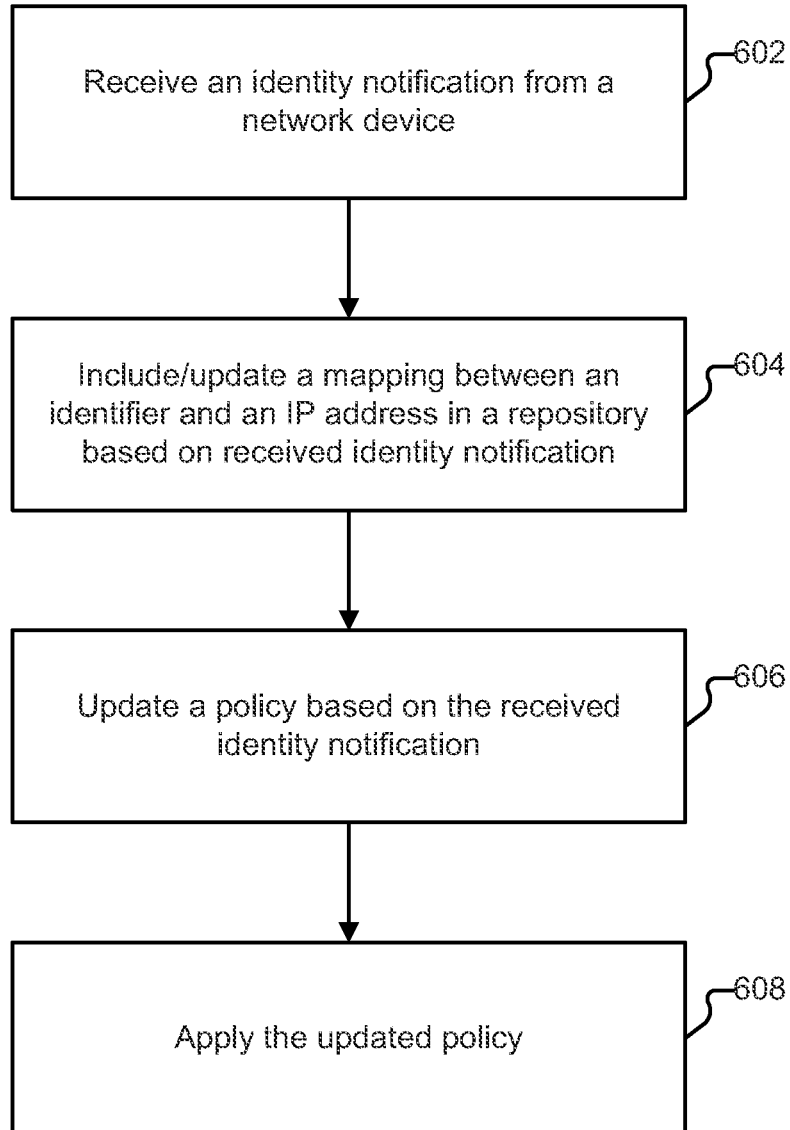 Receive an identity notification from a
network device
602
Include/update a mapping between an
identifier and an IP address in a repository
based on received identity notification
604
Update a policy based on the received
identity notification
606
Apply the updated policy
608